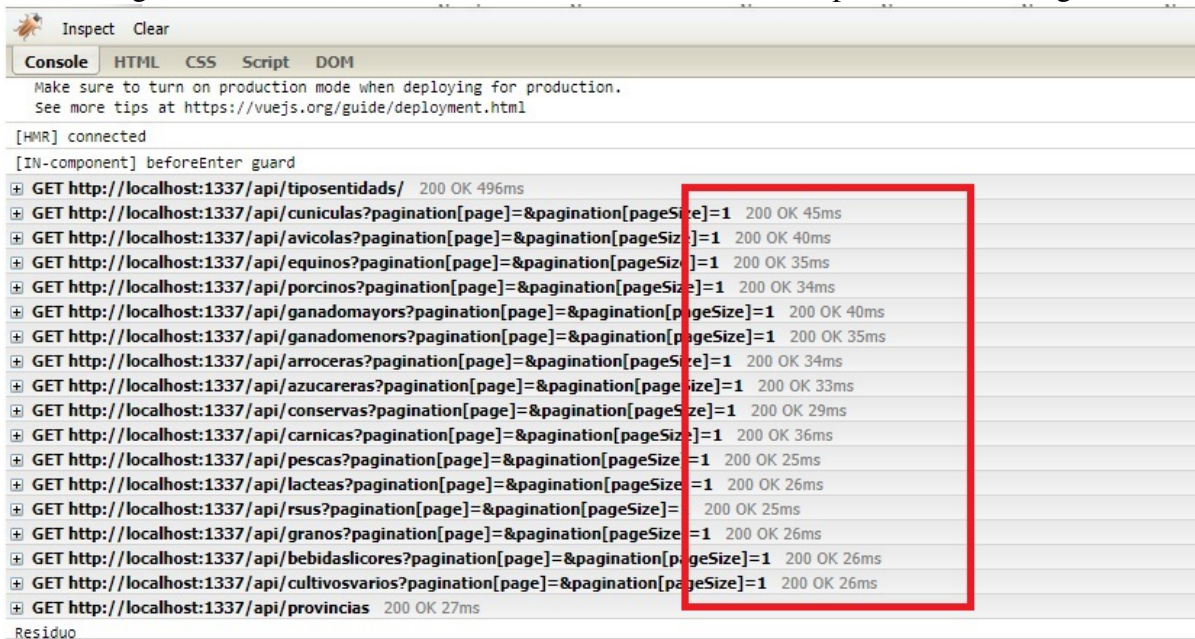 Inspect Clear
Console HTML CSS Script DOM
Make sure to turn on production mode when deploying for production.
See more tips at https://vuejs.org/guide/deployment.html
[HMR] connected
[IN-component] beforeEnter guard
GET http://localhost:1337/api/tiposentidads/ 200 OK 496ms
GET http://localhost:1337/api/cuniculas?pagination[page]=&pagination[pageSize]=1 200 OK 45ms
GET http://localhost:1337/api/avicolas?pagination[page]=&pagination[pageSize]=1 200 OK 40ms
GET http://localhost:1337/api/equinos?pagination[page]=&pagination[pageSize]=1 200 OK 35ms
GET http://localhost:1337/api/porcinos?pagination[page]=&pagination[pageSize]=1 200 OK 34ms
GET http://localhost:1337/api/ganadomayors?pagination[page]=&pagination[pageSize]=1 200 OK 40ms
GET http://localhost:1337/api/ganadomenors?pagination[page]=&pagination[pageSize]=1 200 OK 35ms
GET http://localhost:1337/api/arroceras?pagination[page]=&pagination[pageSize]=1 200 OK 34ms
GET http://localhost:1337/api/azucareras?pagination[page]=&pagination[pageSize]=1 200 OK 33ms
GET http://localhost:1337/api/conservas?pagination[page]=&pagination[pageSize]=1 200 OK 29ms
GET http://localhost:1337/api/carnicas?pagination[page]=&pagination[pageSize]=1 200 OK 36ms
GET http://localhost:1337/api/pescas?pagination[page]=&pagination[pageSize]=1 200 OK 25ms
GET http://localhost:1337/api/lacteas?pagination[page]=&pagination[pageSize]=1 200 OK 26ms
GET http://localhost:1337/api/rsus?pagination[page]=&pagination[pageSize]= 200 OK 25ms
GET http://localhost:1337/api/granos?pagination[page]=&pagination[pageSize]=1 200 OK 26ms
GET http://localhost:1337/api/bebidaslicores?pagination[page]=&pagination[pageSize]=1 200 OK 26ms
GET http://localhost:1337/api/cultivosvarios?pagination[page]=&pagination[pageSize]=1 200 OK 26ms
GET http://localhost:1337/api/provincias 200 OK 27ms
Residuo